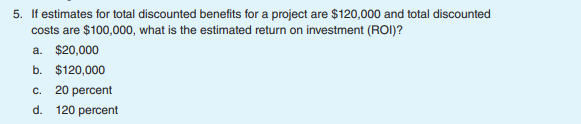 5. If estimates for total discounted benefits for a project are $120,000 and total discounted
costs are $100,000, what is the estimated return on investment (ROI)?
a. $20,000
b. $120,000
c. 20 percent
d. 120 percent